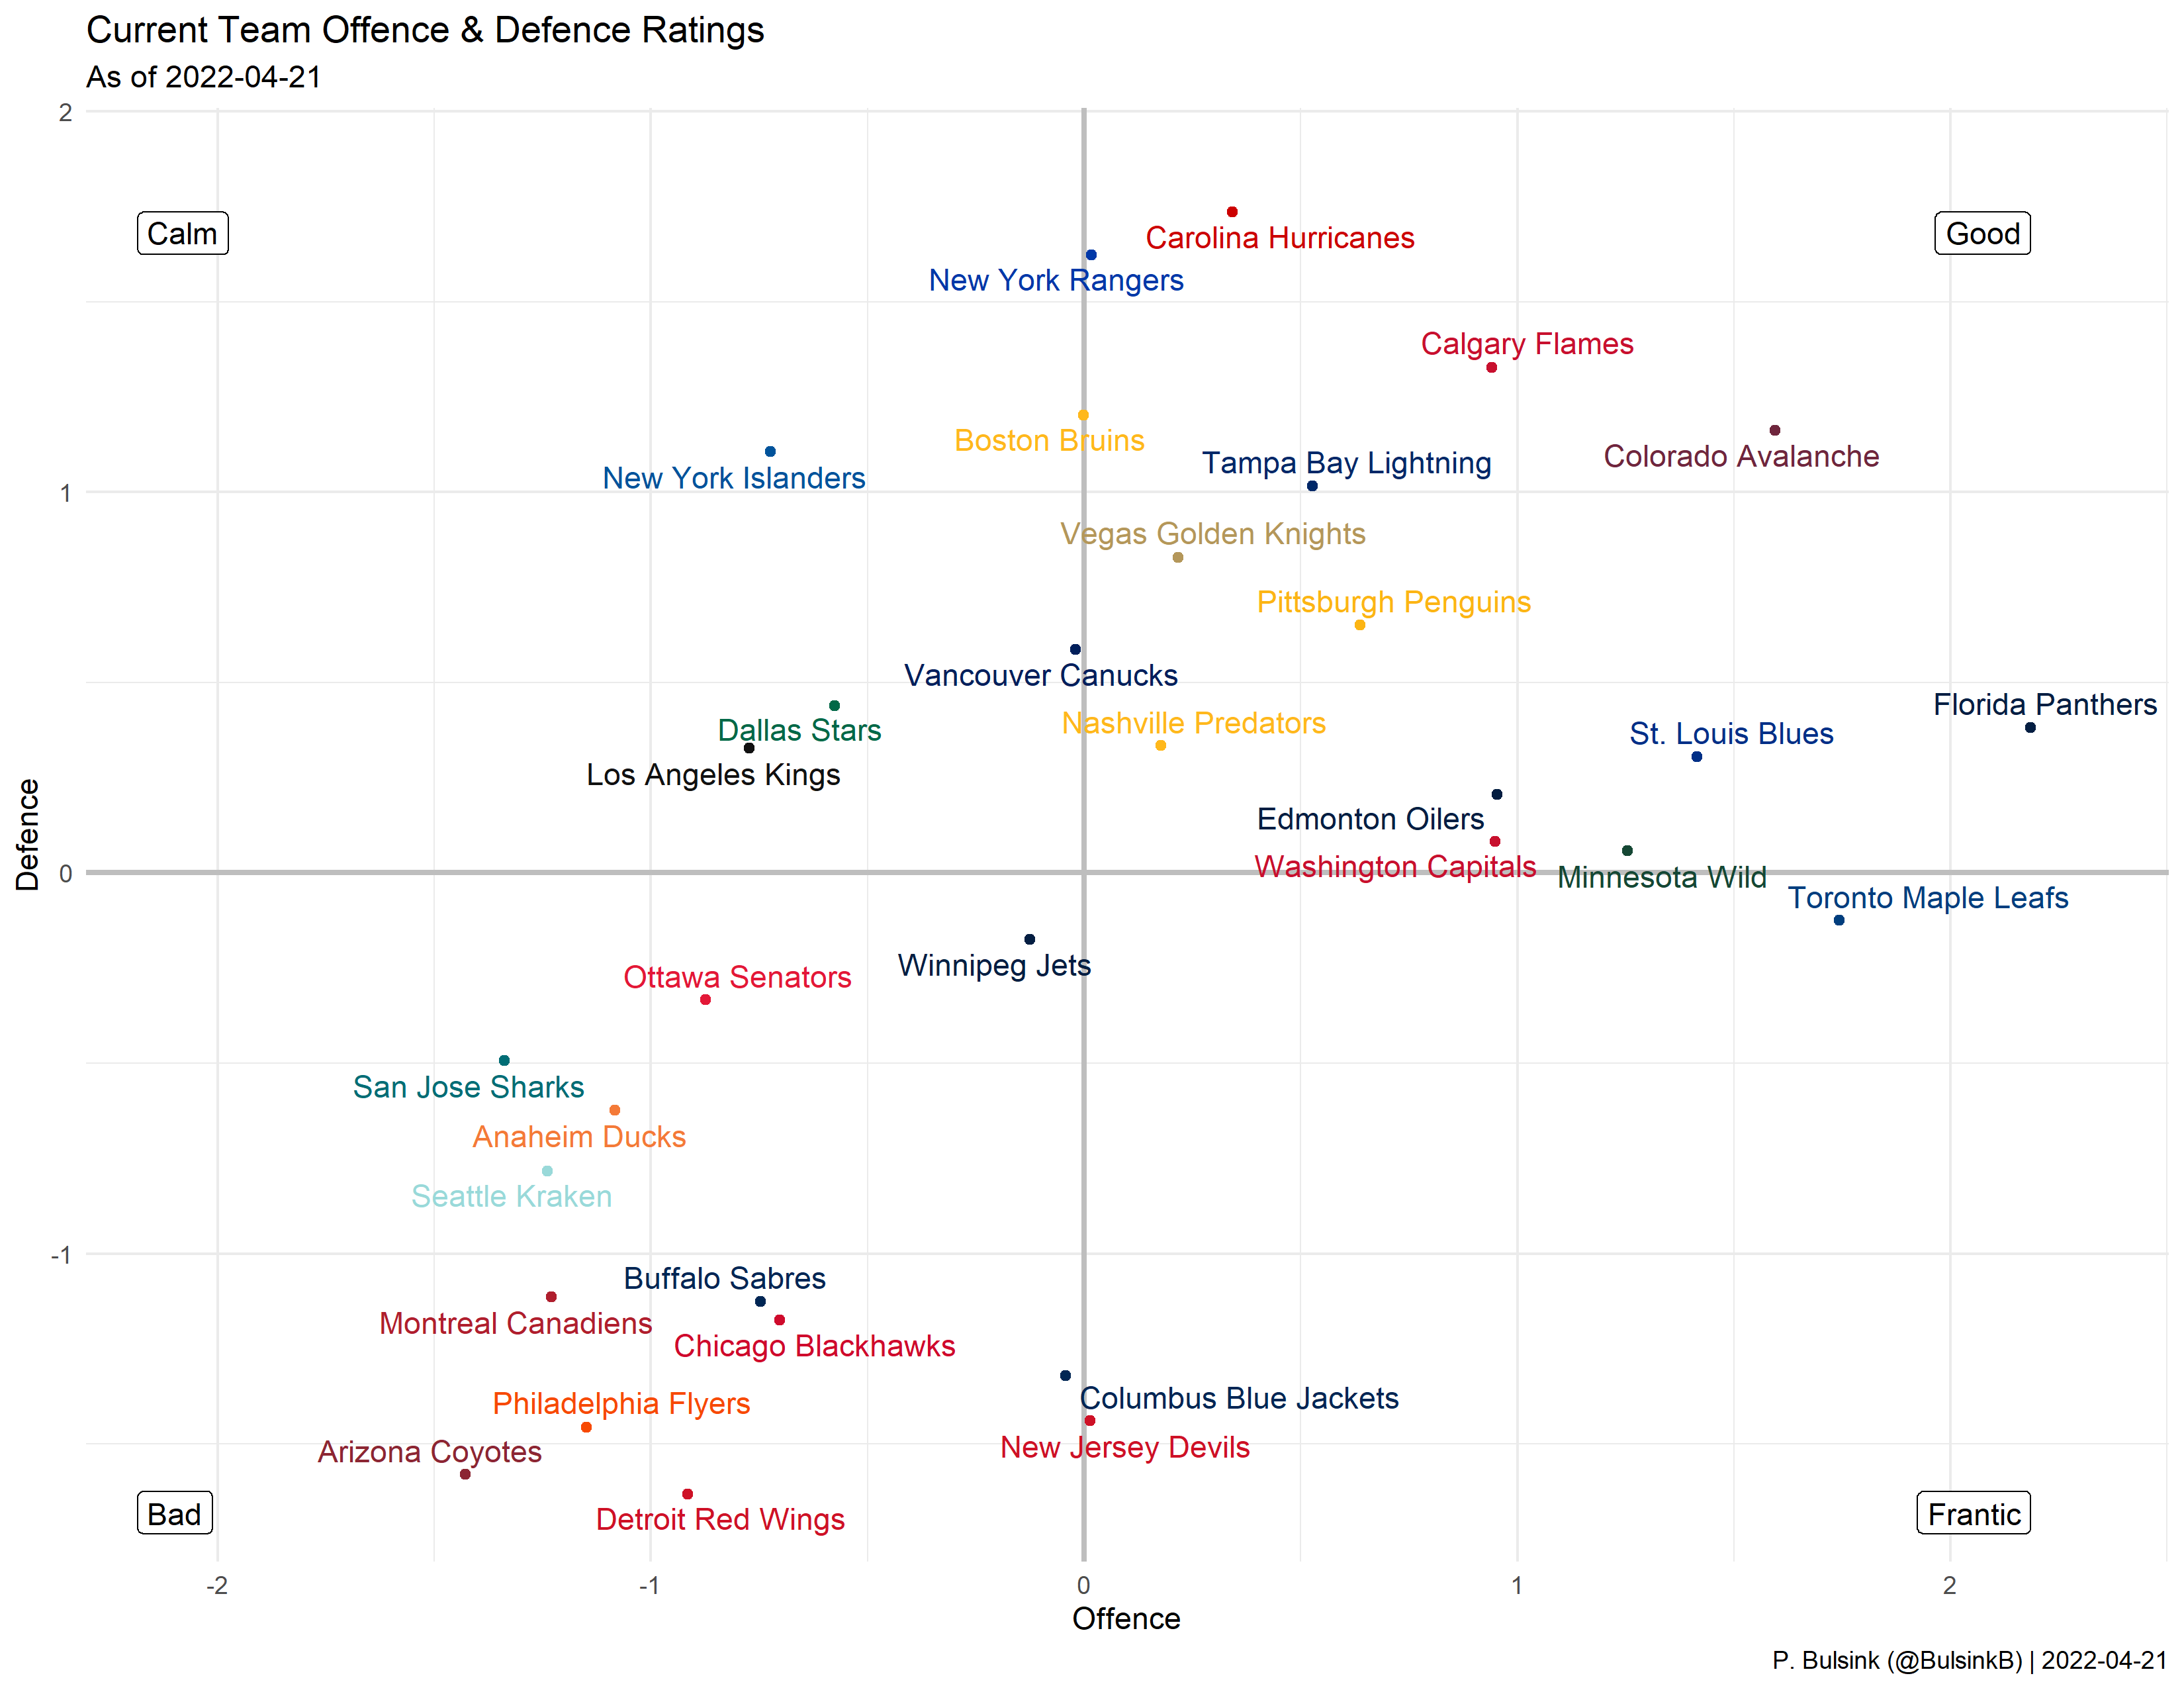 Current Team Offence & Defence Ratings
As of 2022-04-21
2
Calm
Good
Carolina Hurricanes
New York Rangers
Calgary Flames
Boston Bruins
Colorado Avalanche
Tampa Bay Lightning
New York Islanders
1
Vegas Golden Knights
Pittsburgh Penguins
Vancouver Canucks
Florida Panthers
Nashville Predators
Dallas Stars
St. Louis Blues
Los Angeles Kings
Edmonton Oilers
Defence
Washington Capitals
0
Minnesota Wild
Toronto Maple Leafs
Winnipeg Jets
Ottawa Senators
San Jose Sharks
Anaheim Ducks
Seattle Kraken
-1
Buffalo Sabres
Montreal Canadiens
Chicago Blackhawks
Columbus Blue Jackets
Philadelphia Flyers
New Jersey Devils
Arizona Coyotes
Bad
Detroit Red Wings
Frantic
-2
-1
0
1
2
Offence
P. Bulsink (@BulsinkB) | 2022-04-21